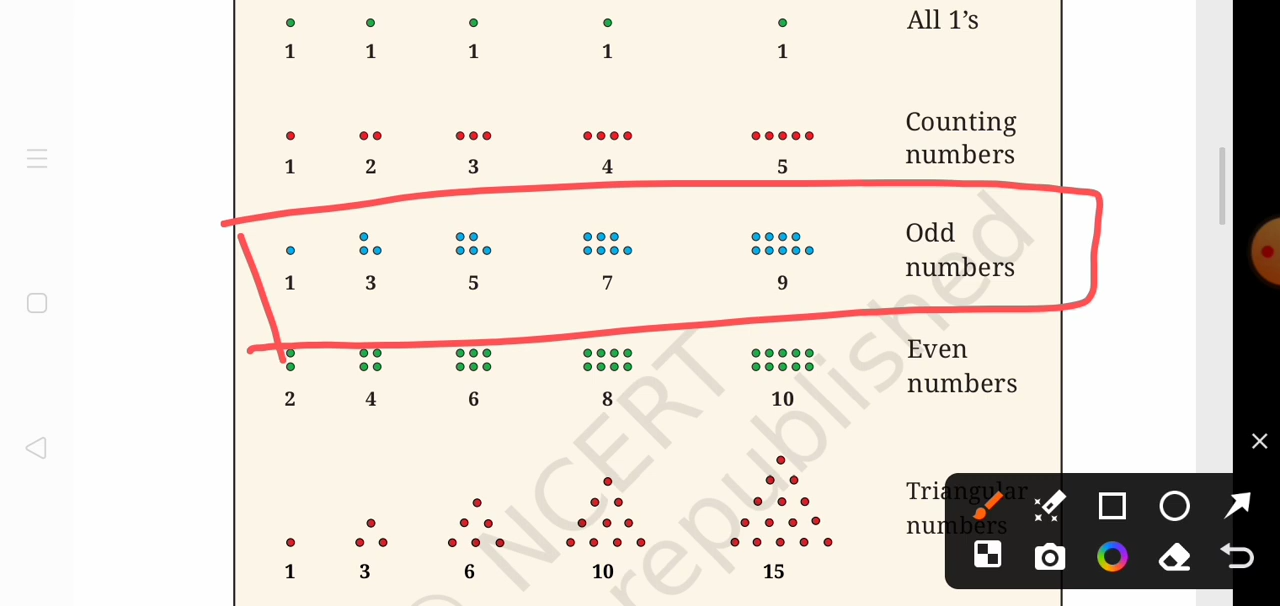 All 1’s
1 1 1 1 1
Counting
numbers
1 2 3 4 5
Odd
numbers
1 3 5 7 9
Even
numbers
2 4 6 8 10
Triangular
numbers
1 3 6 10 15
© NCERT
republished